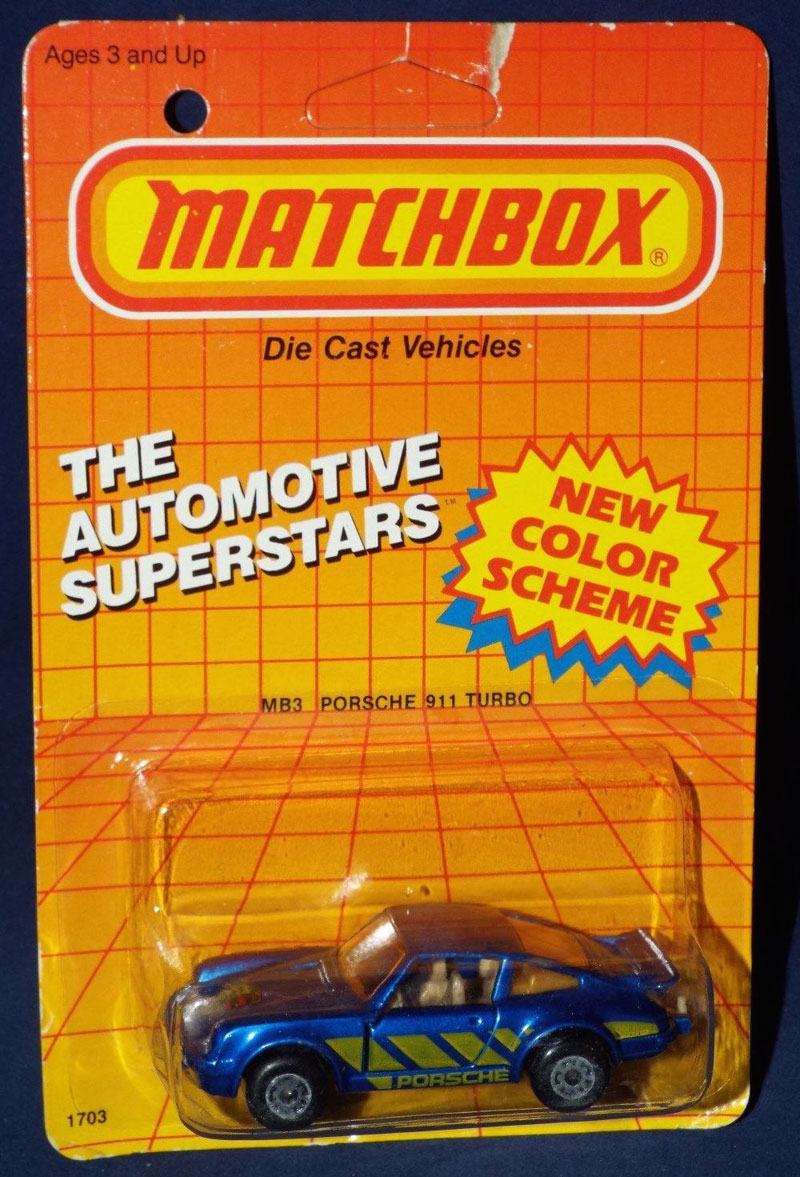 Ages 3 and Up
MATCHBOX®
Die Cast Vehicles
THE
AUTOMOTIVE
SUPERSTARS™
NEW
COLOR
SCHEME
MB3 PORSCHE 911 TURBO
PORSCHE
1703